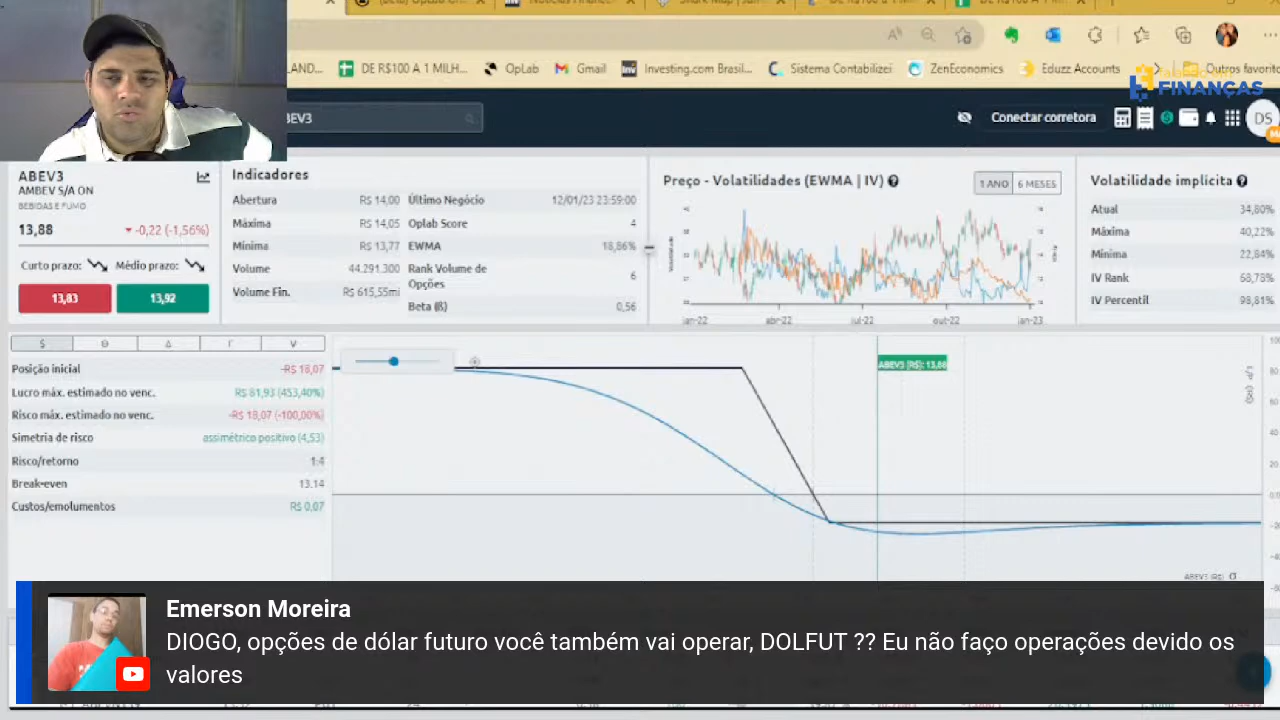 LAND...
DE R$100 A 1 MILH...
OpLab
Gmail
Investing.com Brasil...
Sistema Contabilizei
ZenEconomics
Eduzz Accounts
Outros favorito
FINANÇAS
BEV3
Conectar corretora
DS
ABEV3
AMBEV S/A ON
BEBIDAS E FUMO
13,88
-0,22 (-1,56%)
Curto prazo:
Médio prazo:
13,83
13,92
Indicadores
Abertura R$ 14,00
Máxima R$ 14,05
Mínima R$ 13,77
Volume 44.291.300
Volume Fin. R$ 615,55mi
Último Negócio 12/01/23 23:59:00
Oplab Score 4
EWMA 18,86%
Rank Volume de
Opções 6
Beta (ß) 0,56
Preço - Volatilidades (EWMA | IV)
1 ANO
6 MESES
jan-22 abr-22 jul-22 out-22 jan-23
Volatilidade implícita
Atual 34,80%
Máxima 40,22%
Mínima 22,84%
IV Rank 68,78%
IV Percentil 98,81%
$ Θ Δ Γ V
Posição inicial -R$ 18,07
Lucro máx. estimado no venc. R$ 81,93 (453,40%)
Risco máx. estimado no venc. -R$ 18,07 (-100,00%)
Simetria de risco assimétrico positivo (4,53)
Risco/retorno 1:4
Break-even 13.14
Custos/emolumentos R$ 0,07
ABEV3 (R$): 13,88
ABEV3 (R$)
Emerson Moreira
DIOGO, opções de dólar futuro você também vai operar, DOLFUT ?? Eu não faço operações devido os
valores